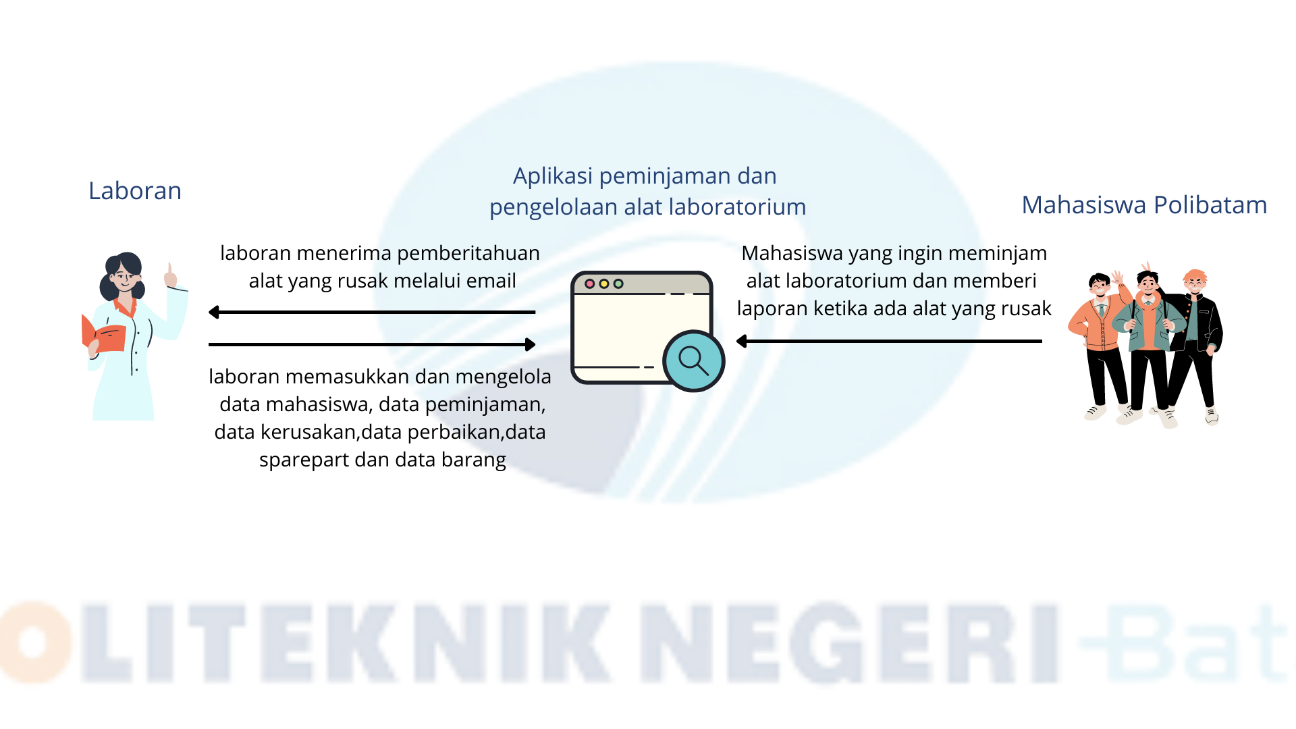 Laboran
Aplikasi peminjaman dan
pengelolaan alat laboratorium
Mahasiswa Polibatam
laboran menerima pemberitahuan
alat yang rusak melalui email
Mahasiswa yang ingin meminjam
alat laboratorium dan memberi
laporan ketika ada alat yang rusak
laboran memasukkan dan mengelola
data mahasiswa, data peminjaman,
data kerusakan,data perbaikan,data
sparepart dan data barang
POLITEKNIK NEGERI Bat